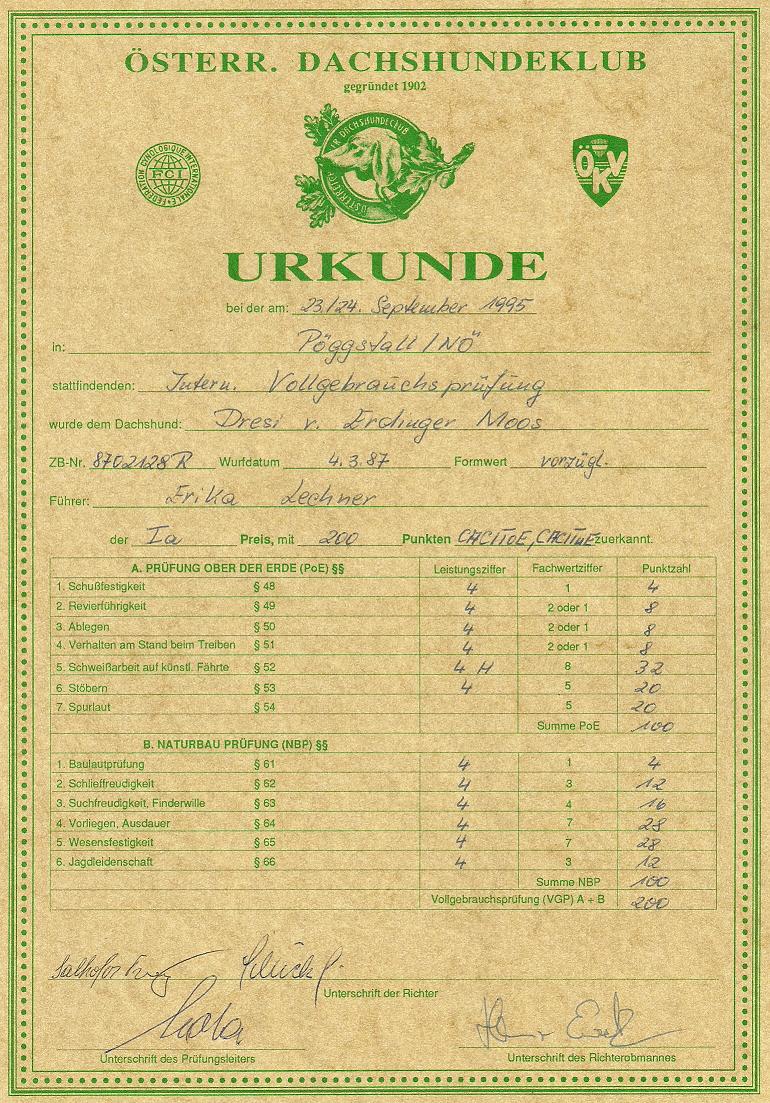 ÖSTERR. DACHSHUNDEKLUB
gegründet 1902
FEDERATION CYNOLOGIQUE INTERNATIONALE
FCI
ÖKV
URKUNDE
bei der am: 23./24. September 1995
in: Pöggstall / NÖ
stattfindenden: Intern. Vollgebrauchsprüfung
wurde dem Dachshund: Dresi v. Erdinger Moos
ZB-Nr. 8702128R Wurfdatum 4.3.87 Formwert vorzügl.
Führer: Erika Lechner
der Ia Preis, mit 200 Punkten CACIToE, zuerkannt.
A. PRÜFUNG OBER DER ERDE (PoE) §§ Leistungsziffer Fachwertziffer Punktzahl
1. Schußfestigkeit § 48 4 1 4
2. Revierführigkeit § 49 4 2 oder 1 8
3. Ablegen § 50 4 2 oder 1 8
4. Verhalten am Stand beim Treiben § 51 4 2 oder 1 8
5. Schweißarbeit auf künstl. Fährte § 52 4 H 8 32
6. Stöbern § 53 4 5 20
7. Spurlaut § 54 5 20
Summe PoE 100
B. NATURBAU PRÜFUNG (NBP) §§
1. Baulautprüfung § 61 4 1 4
2. Schlieffreudigkeit § 62 4 3 12
3. Suchfreudigkeit, Finderwille § 63 4 4 16
4. Vorliegen, Ausdauer § 64 4 7 28
5. Wesensfestigkeit § 65 4 7 28
6. Jagdleidenschaft § 66 4 3 12
Summe NBP 100
Vollgebrauchsprüfung (VGP) A + B 200
Unterschrift der Richter
Unterschrift des Prüfungsleiters Unterschrift des Richterobmannes